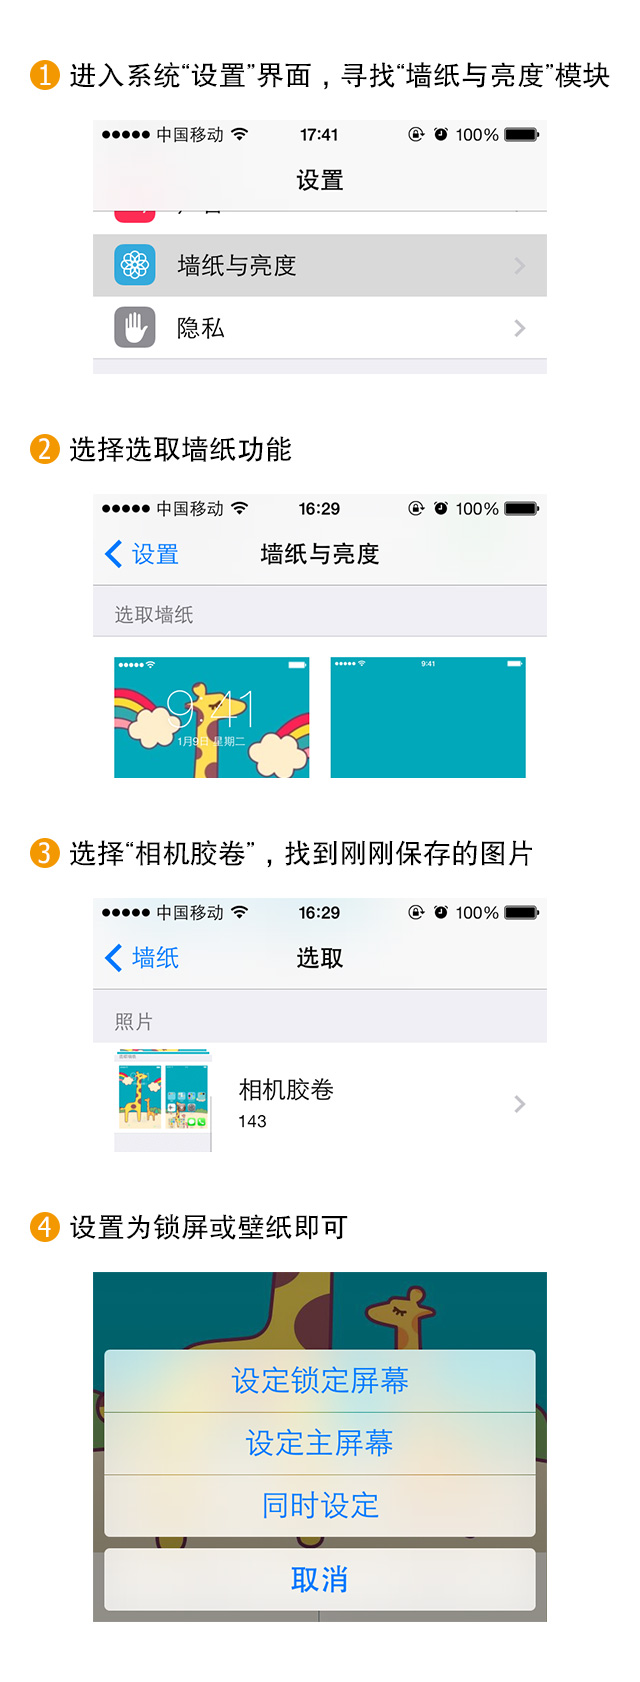 1 进入系统“设置”界面，寻找“墙纸与亮度”模块
中国移动 17:41 100%
设置
墙纸与亮度
隐私
2 选择选取墙纸功能
中国移动 16:29 100%
设置 墙纸与亮度
选取墙纸
9:41
9:41
1月9日 星期二
3 选择“相机胶卷”，找到刚刚保存的图片
中国移动 16:29 100%
墙纸 选取
照片
相机胶卷
143
4 设置为锁屏或壁纸即可
设定锁定屏幕
设定主屏幕
同时设定
取消